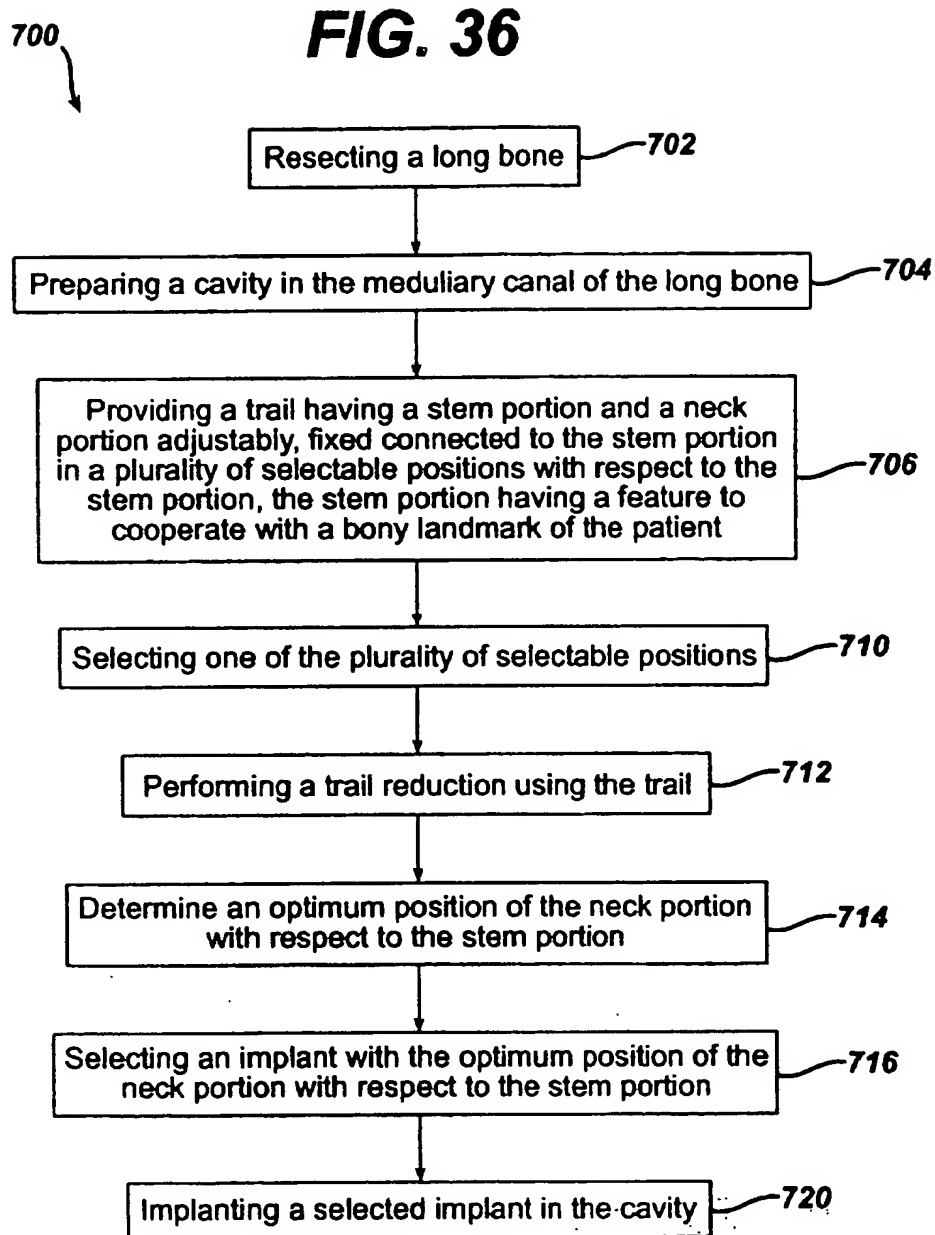 700
FIG. 36
Resecting a long bone
702
Preparing a cavity in the meduliary canal of the long bone
704
Providing a trail having a stem portion and a neck
portion adjustably, fixed connected to the stem portion
in a plurality of selectable positions with respect to the
stem portion, the stem portion having a feature to
cooperate with a bony landmark of the patient
706
Selecting one of the plurality of selectable positions
710
Performing a trail reduction using the trail
712
Determine an optimum position of the neck portion
with respect to the stem portion
714
Selecting an implant with the optimum position of the
neck portion with respect to the stem portion
716
Implanting a selected implant in the cavity
720